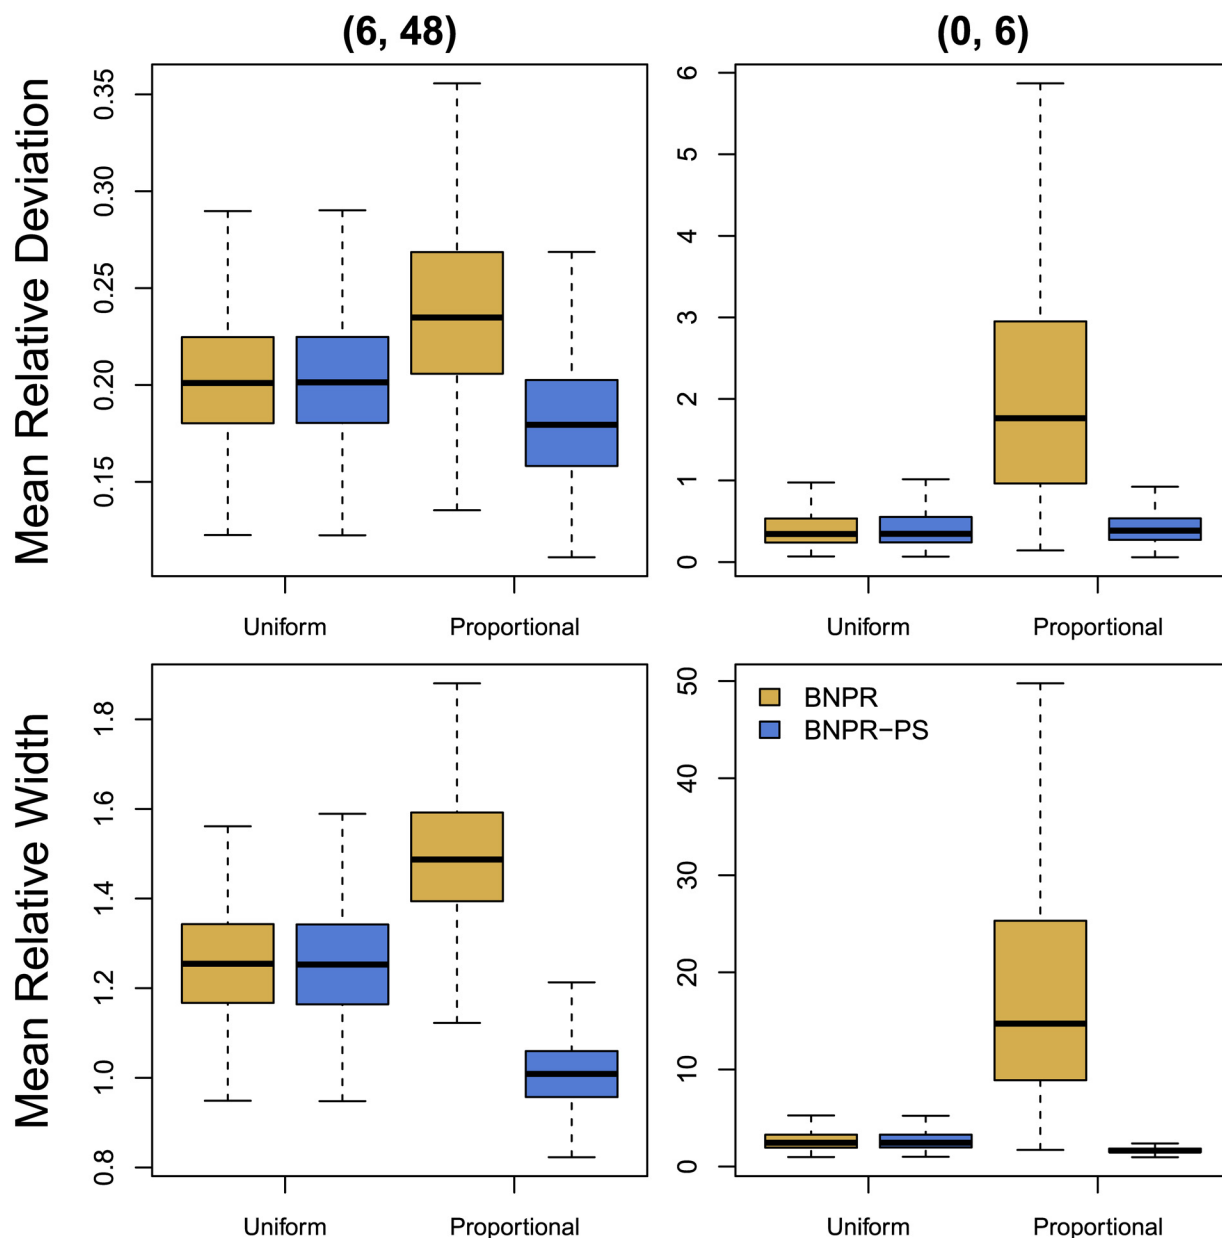 (6, 48)
(0, 6)
Mean Relative Deviation
0.35
0.30
0.25
0.20
0.15
Uniform
Proportional
6
5
4
3
2
1
0
Uniform
Proportional
Mean Relative Width
1.8
1.6
1.4
1.2
1.0
0.8
Uniform
Proportional
50
40
30
20
10
0
BNPR
BNPR−PS
Uniform
Proportional